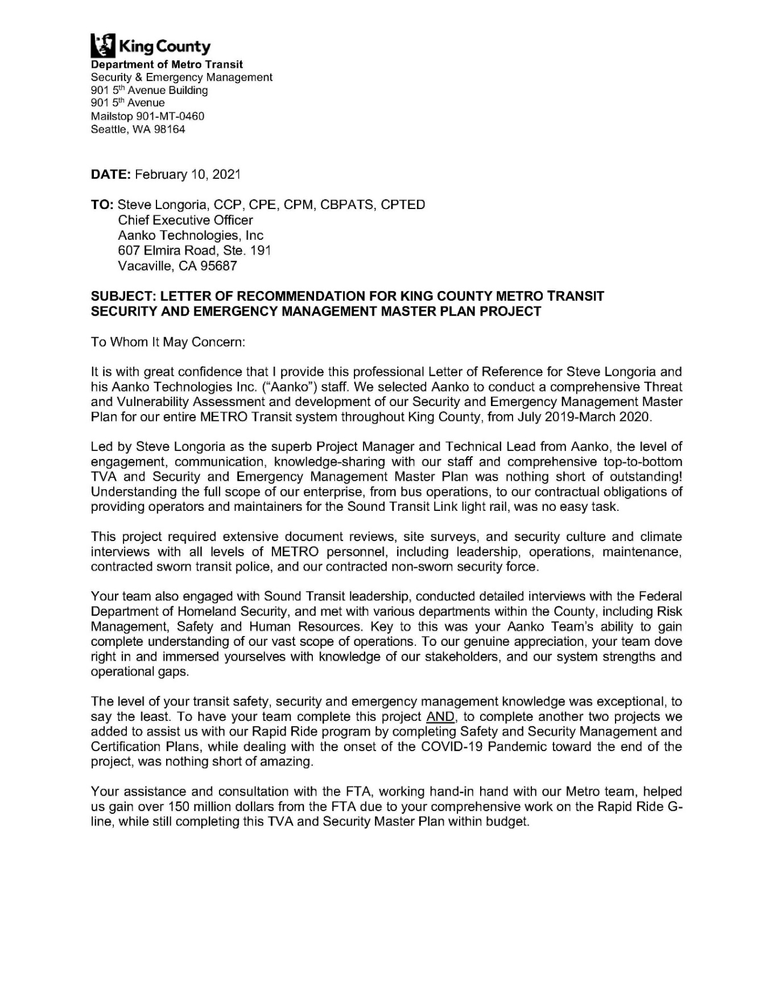 King County
Department of Metro Transit
Security & Emergency Management
901 5th Avenue Building
901 5th Avenue
Mailstop 901-MT-0460
Seattle, WA 98164
DATE: February 10, 2021
TO: Steve Longoria, CCP, CPE, CPM, CBPATS, CPTED
Chief Executive Officer
Aanko Technologies, Inc
607 Elmira Road, Ste. 191
Vacaville, CA 95687
SUBJECT: LETTER OF RECOMMENDATION FOR KING COUNTY METRO TRANSIT
SECURITY AND EMERGENCY MANAGEMENT MASTER PLAN PROJECT
To Whom It May Concern:
It is with great confidence that I provide this professional Letter of Reference for Steve Longoria and
his Aanko Technologies Inc. (“Aanko”) staff. We selected Aanko to conduct a comprehensive Threat
and Vulnerability Assessment and development of our Security and Emergency Management Master
Plan for our entire METRO Transit system throughout King County, from July 2019-March 2020.
Led by Steve Longoria as the superb Project Manager and Technical Lead from Aanko, the level of
engagement, communication, knowledge-sharing with our staff and comprehensive top-to-bottom
TVA and Security and Emergency Management Master Plan was nothing short of outstanding!
Understanding the full scope of our enterprise, from bus operations, to our contractual obligations of
providing operators and maintainers for the Sound Transit Link light rail, was no easy task.
This project required extensive document reviews, site surveys, and security culture and climate
interviews with all levels of METRO personnel, including leadership, operations, maintenance,
contracted sworn transit police, and our contracted non-sworn security force.
Your team also engaged with Sound Transit leadership, conducted detailed interviews with the Federal
Department of Homeland Security, and met with various departments within the County, including Risk
Management, Safety and Human Resources. Key to this was your Aanko Team’s ability to gain
complete understanding of our vast scope of operations. To our genuine appreciation, your team dove
right in and immersed yourselves with knowledge of our stakeholders, and our system strengths and
operational gaps.
The level of your transit safety, security and emergency management knowledge was exceptional, to
say the least. To have your team complete this project AND, to complete another two projects we
added to assist us with our Rapid Ride program by completing Safety and Security Management and
Certification Plans, while dealing with the onset of the COVID-19 Pandemic toward the end of the
project, was nothing short of amazing.
Your assistance and consultation with the FTA, working hand-in hand with our Metro team, helped
us gain over 150 million dollars from the FTA due to your comprehensive work on the Rapid Ride G-
line, while still completing this TVA and Security Master Plan within budget.